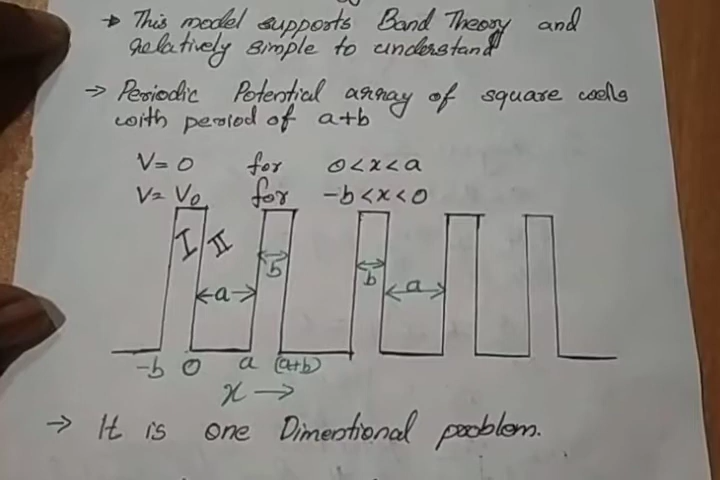 → This model supports Band Theory and
relatively simple to understand
→ Periodic Potential array of square wells
with period of a+b
V = 0 for 0<x<a
V = V₀ for -b<x<0
I II
b b
a a
-b 0 a (a+b)
x →
→ It is one Dimentional problem.